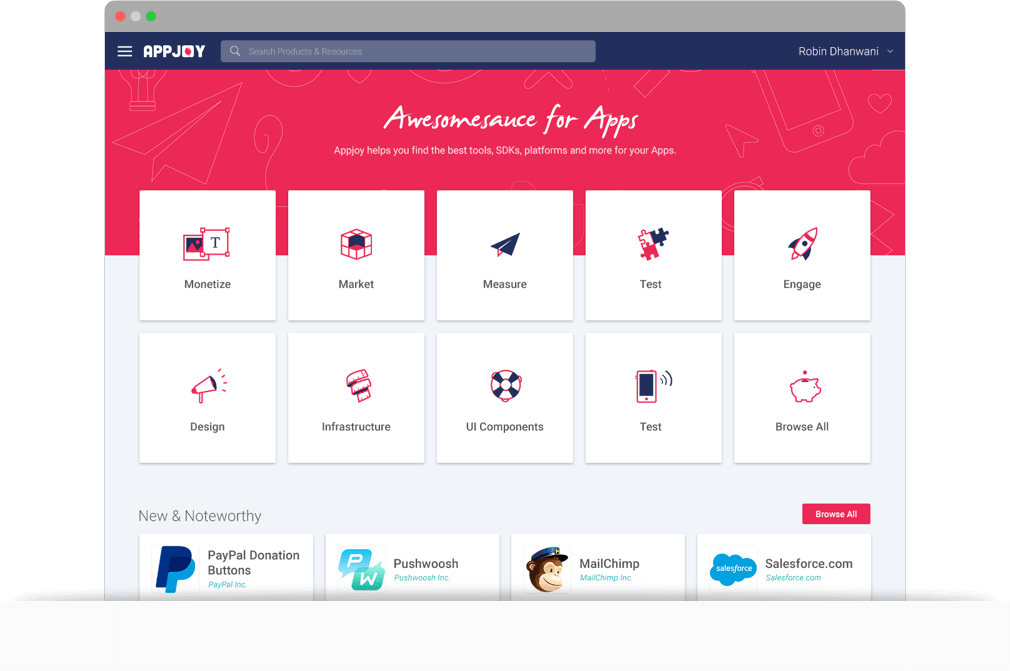 APPJOY
Search Products & Resources
Robin Dhanwani
Awesomesauce for Apps
Appjoy helps you find the best tools, SDKs, platforms and more for your Apps.
T
Monetize
Market
Measure
Test
Engage
Design
Infrastructure
UI Components
Test
Browse All
New & Noteworthy
Browse All
PayPal Donation
Buttons
PayPal Inc.
P
W
Pushwoosh
Pushwoosh Inc.
MailChimp
MailChimp Inc.
salesforce
Salesforce.com
Salesforce.com